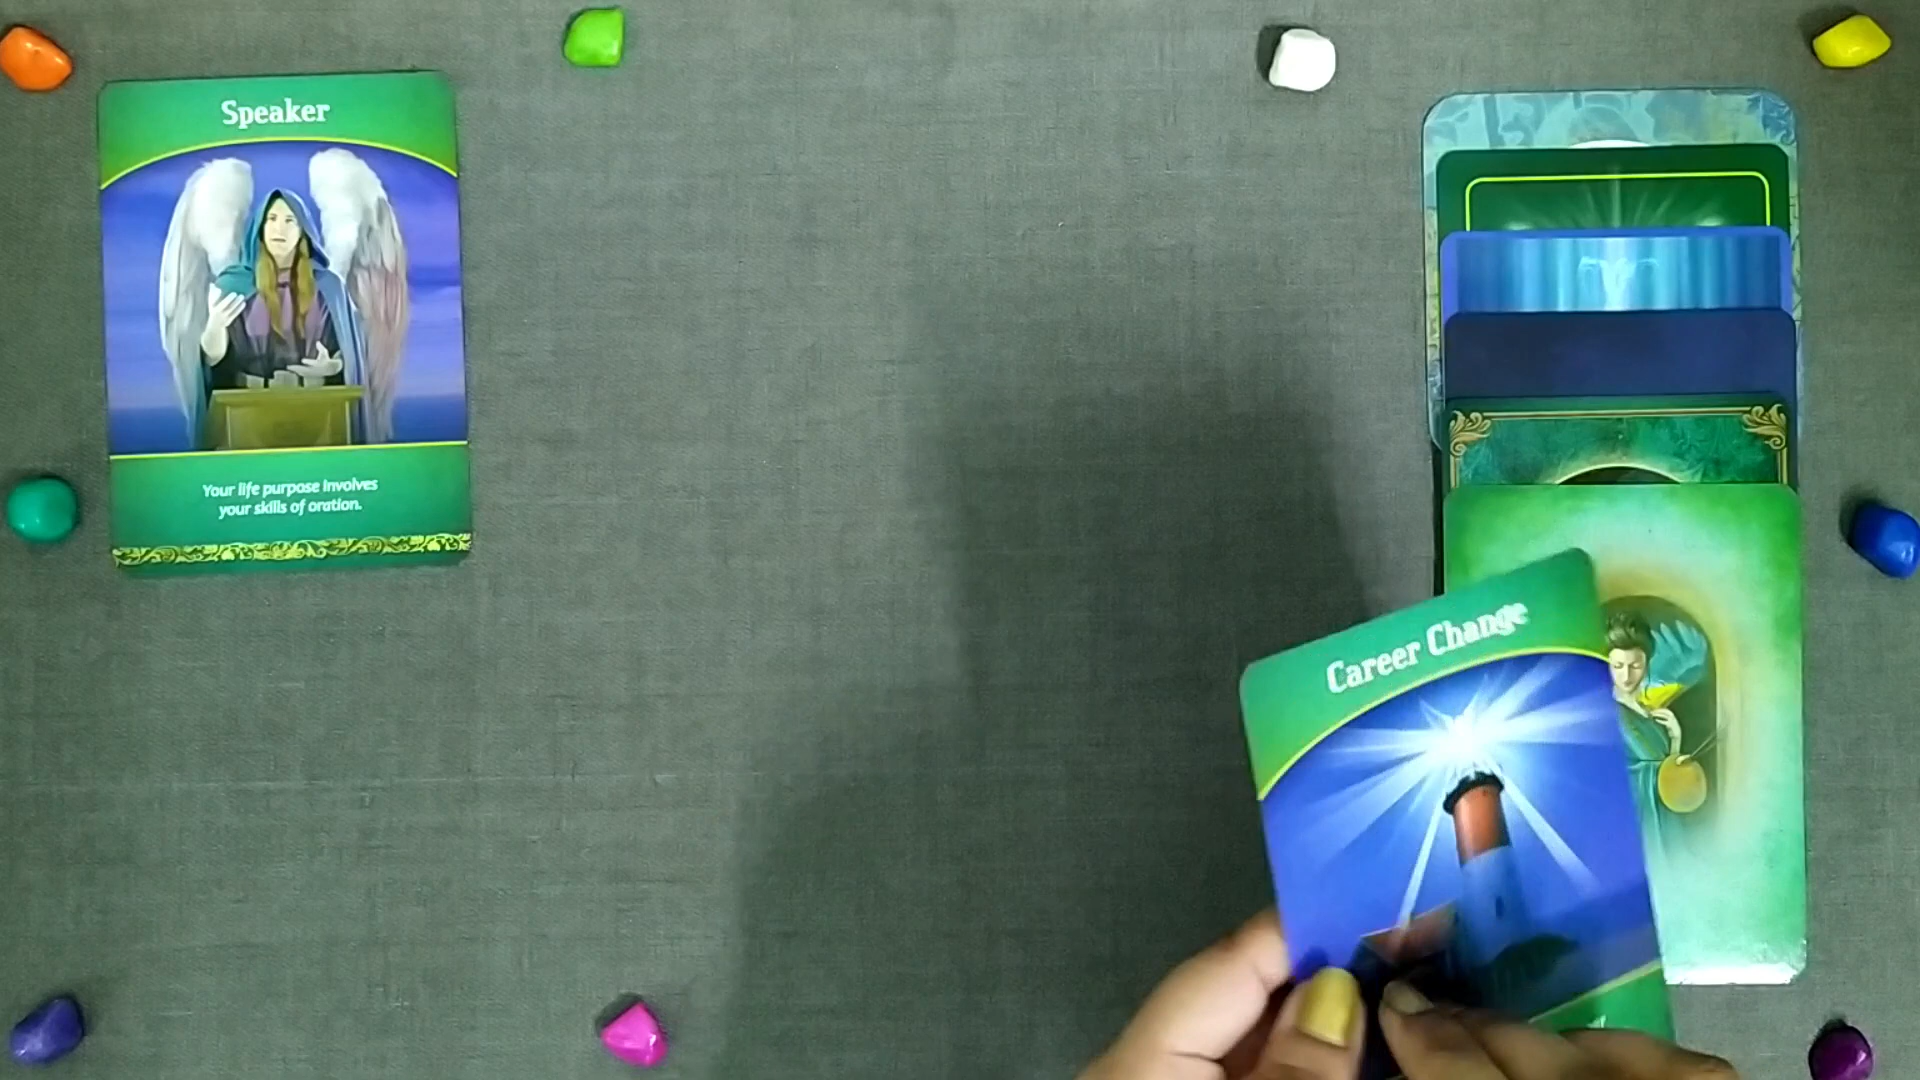 Speaker
Your life purpose involves
your skills of oration.
Career Change